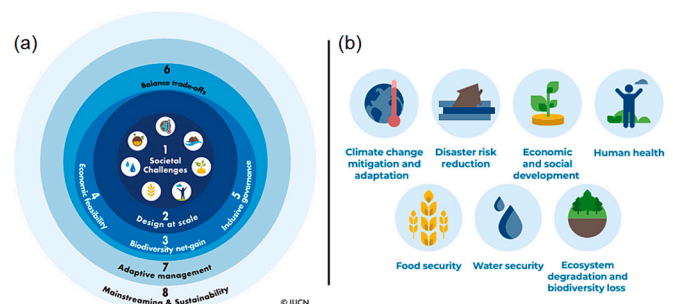 (a)
6
Balance trade-offs
1
Societal
Challenges
4
Economic feasibility
5
Inclusive governance
2
Design at scale
3
Biodiversity net-gain
7
Adaptive management
8
Mainstreaming & Sustainability
© IUCN
(b)
Climate change
mitigation and
adaptation
Disaster risk
reduction
Economic
and social
development
Human health
Food security
Water security
Ecosystem
degradation and
biodiversity loss